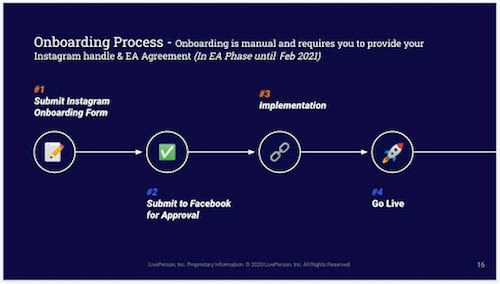 Onboarding Process - Onboarding is manual and requires you to provide your
Instagram handle & EA Agreement (In EA Phase until Feb 2021)
#1
Submit Instagram
Onboarding Form
#3
Implementation
#2
Submit to Facebook
for Approval
#4
Go Live
LivePerson, Inc. Proprietary Information © 2020 LivePerson, Inc. All Rights Reserved
16